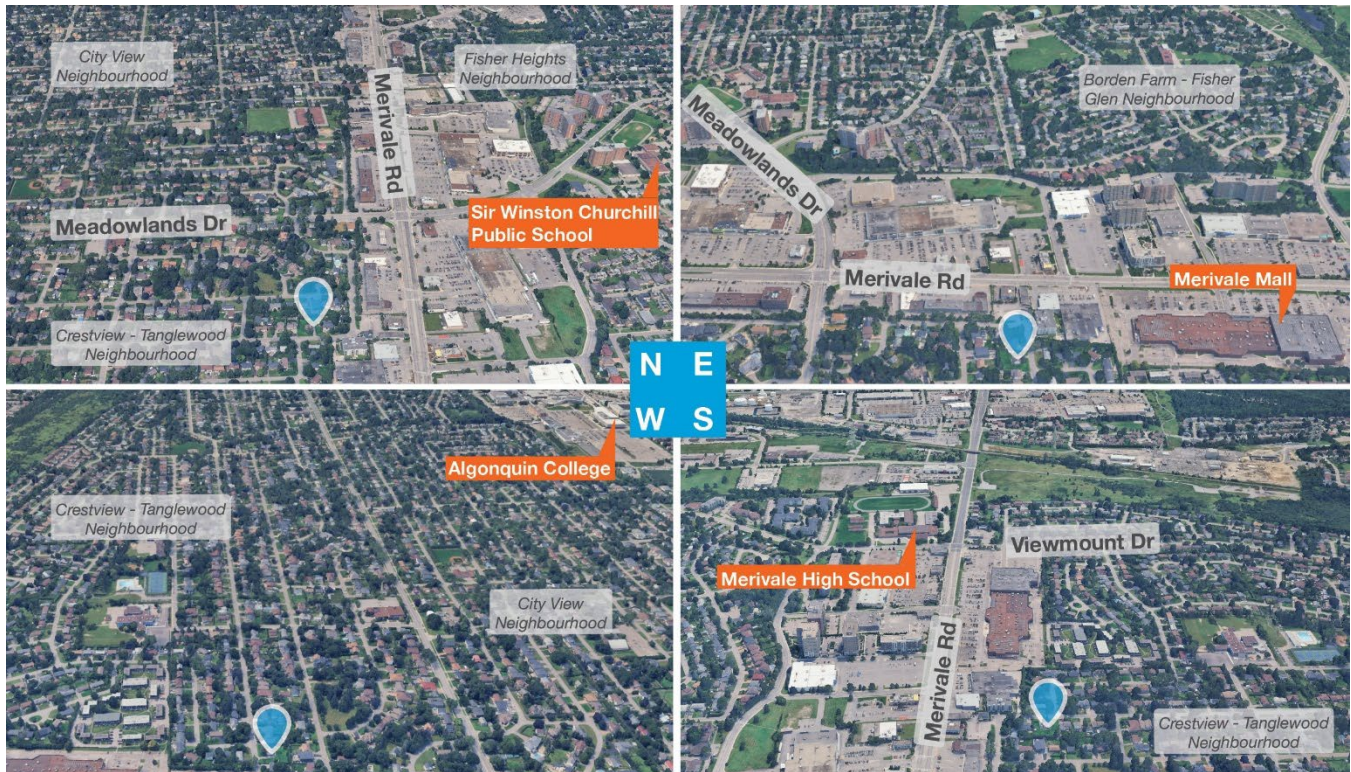 City View
Neighbourhood
Merivale Rd
Fisher Heights
Neighbourhood
Meadowlands Dr
Sir Winston Churchill
Public School
Crestview - Tanglewood
Neighbourhood
Meadowlands Dr
Borden Farm - Fisher
Glen Neighbourhood
Merivale Rd
Merivale Mall
N E
W S
Algonquin College
Crestview - Tanglewood
Neighbourhood
City View
Neighbourhood
Viewmount Dr
Merivale High School
Merivale Rd
Crestview - Tanglewood
Neighbourhood